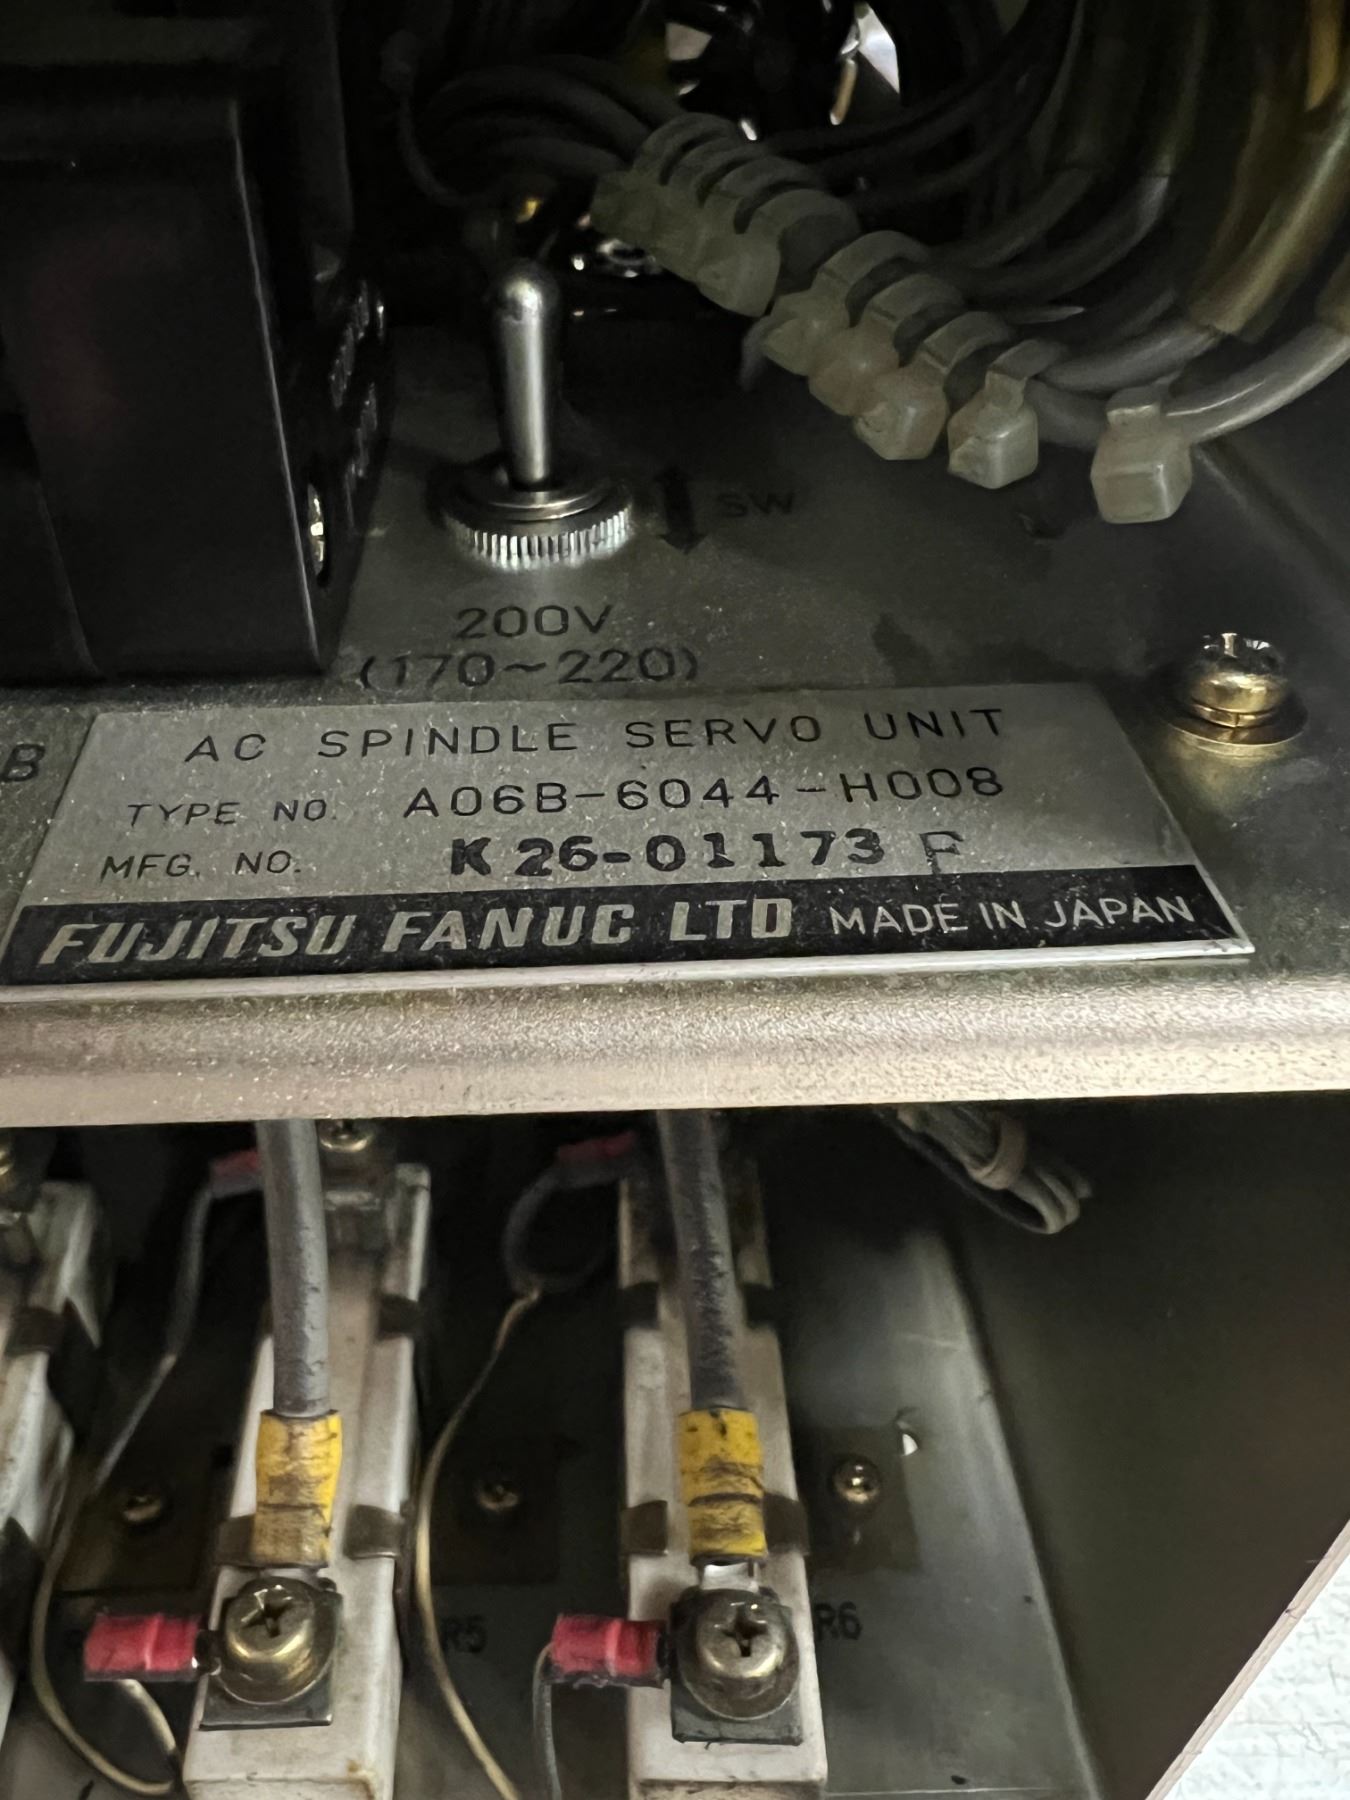 SW
200V
(170~220)
B
AC SPINDLE SERVO UNIT
TYPE NO. A06B-6044-H008
MFG. NO. K26-01173 F
FUJITSU FANUC LTD MADE IN JAPAN
R5
R6